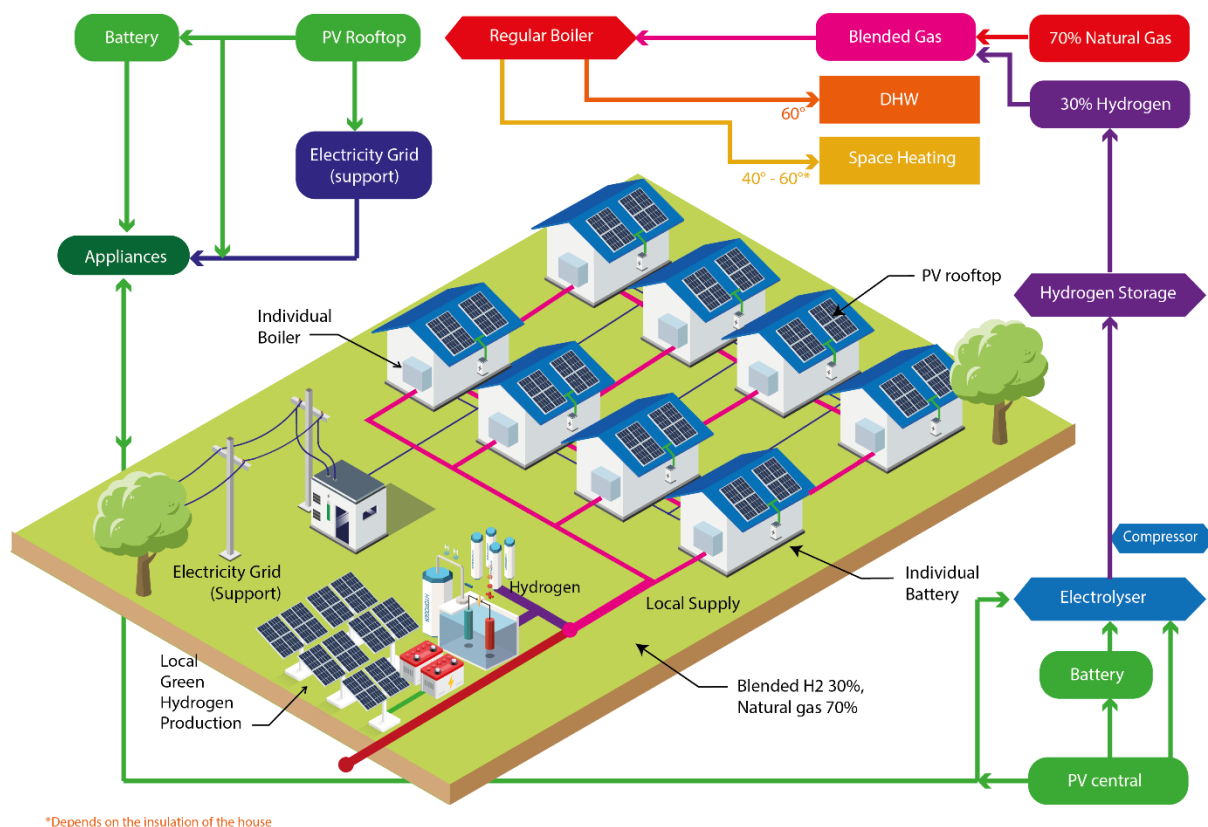 Battery
PV Rooftop
Regular Boiler
Blended Gas
70% Natural Gas
60°
DHW
30% Hydrogen
Electricity Grid
(support)
40° - 60°*
Space Heating
Appliances
PV rooftop
Hydrogen Storage
Individual
Boiler
Compressor
Electricity Grid
(Support)
Hydrogen
HYDROGEN
Local Supply
Individual
Battery
Electrolyser
Local
Green
Hydrogen
Production
Battery
Blended H2 30%,
Natural gas 70%
PV central
*Depends on the insulation of the house